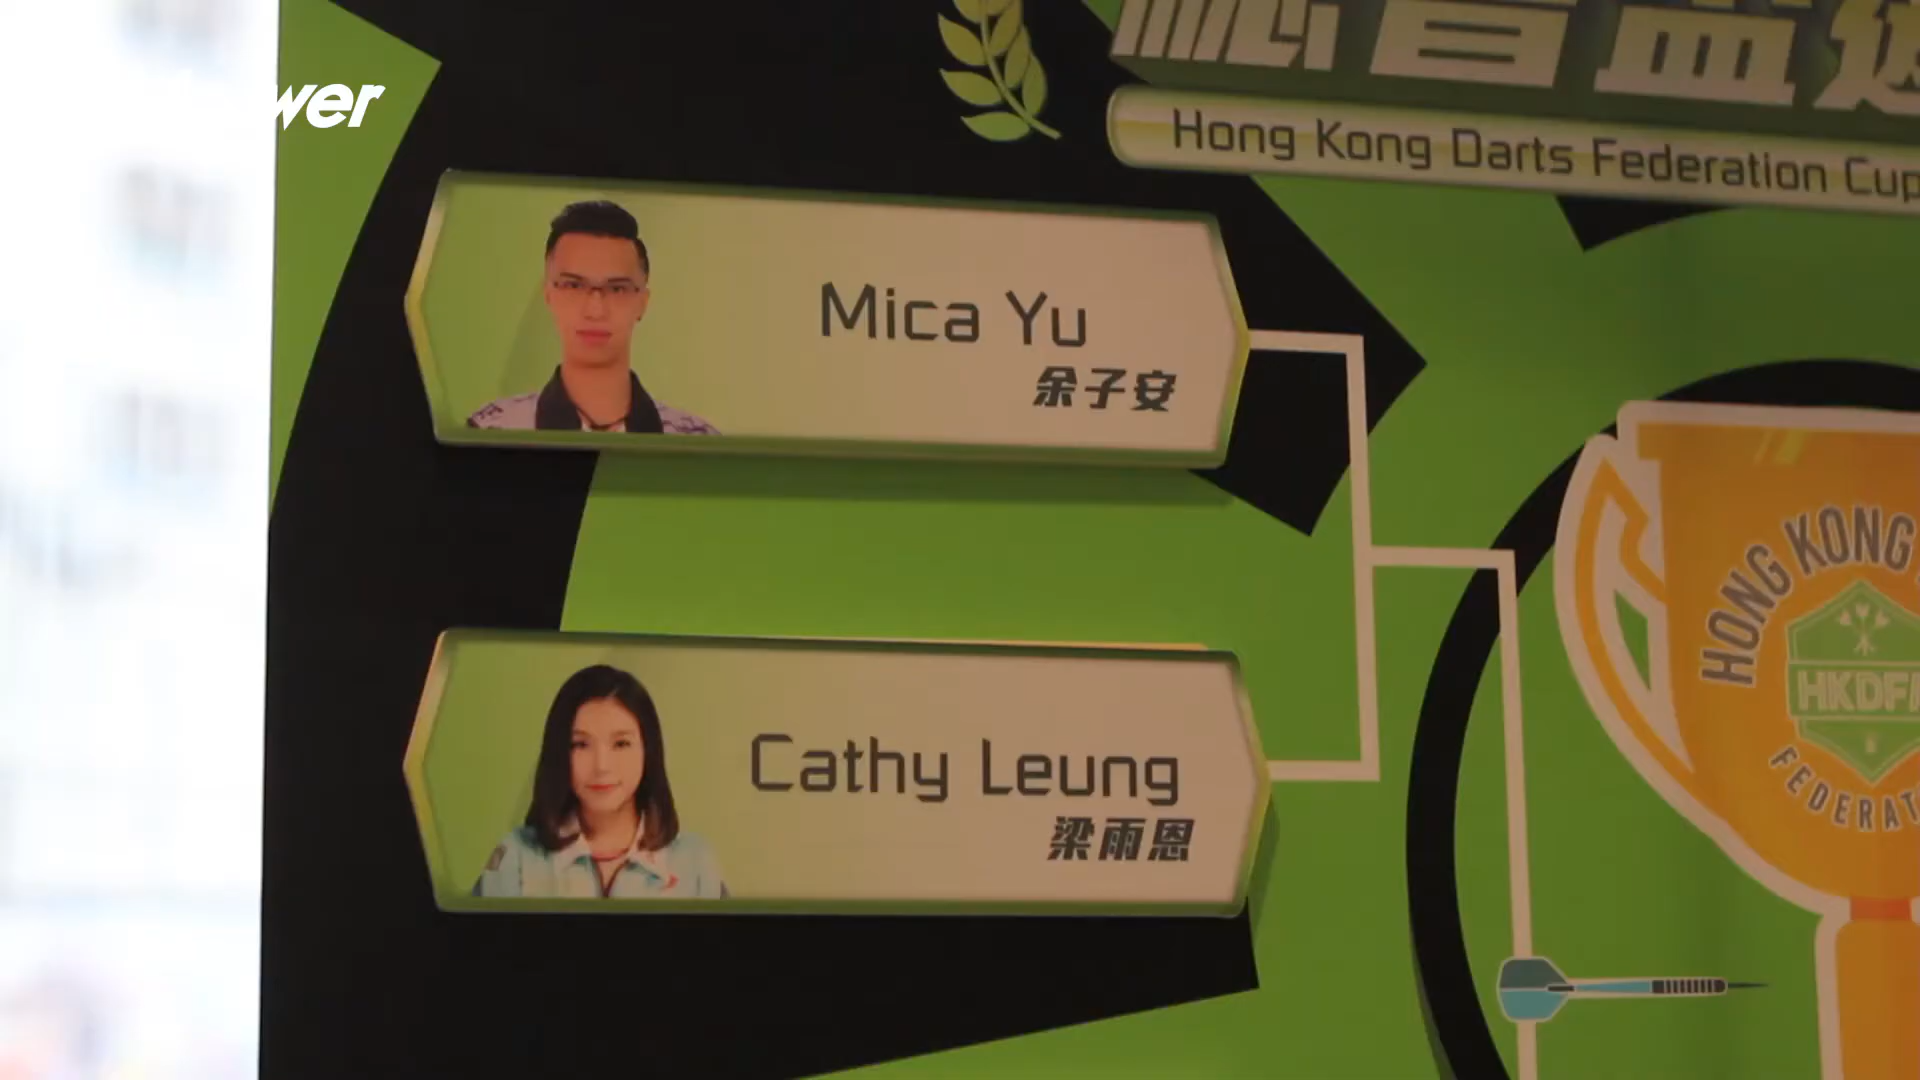 wer
Hong Kong Darts Federation Cup
Mica Yu
余子安
HONG KONG
HKDF
FEDERAT
Cathy Leung
梁雨恩